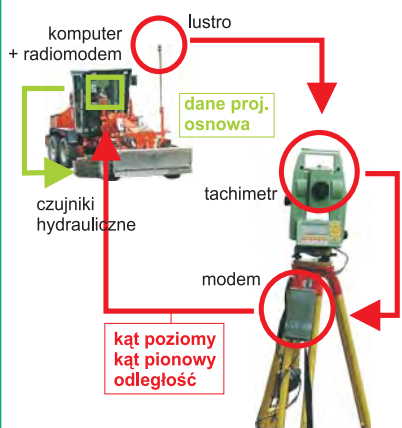 komputer
+ radiomodem
lustro
dane proj.
osnowa
czujniki
hydrauliczne
tachimetr
modem
kąt poziomy
kąt pionowy
odległość